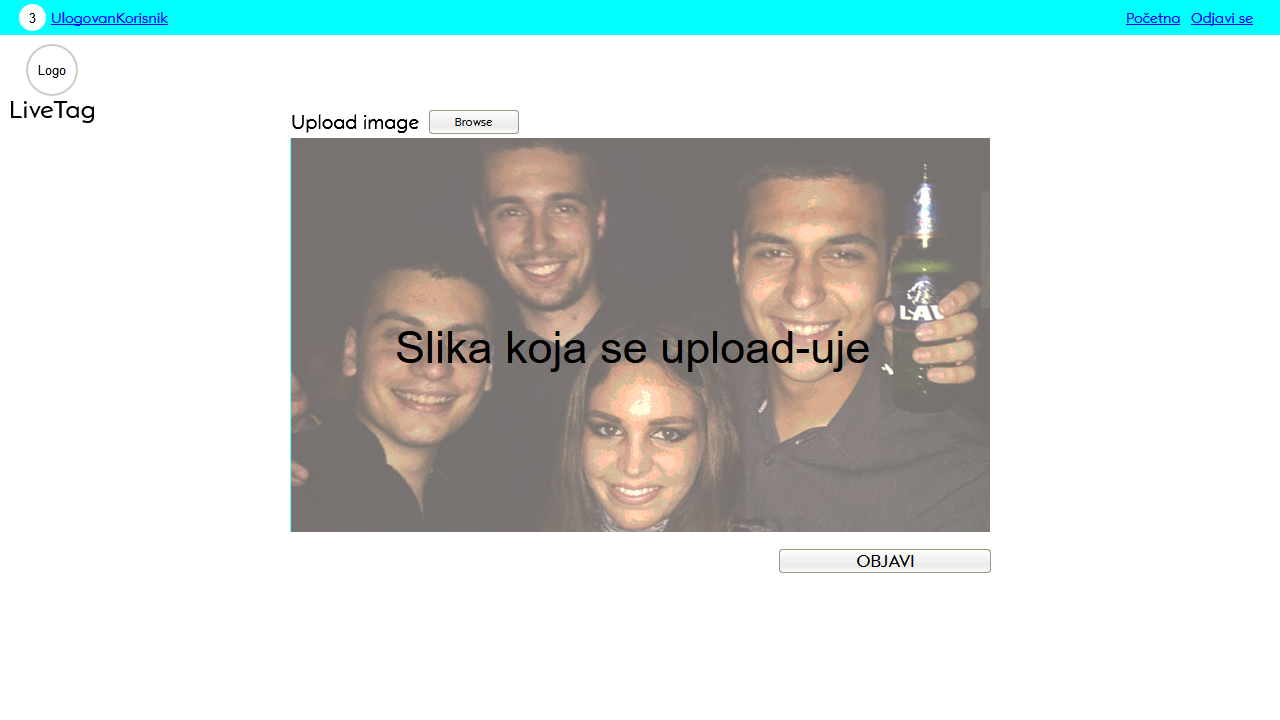 3 UlogovanKorisnik Početna Odjavi se
Logo
LiveTag
Upload image Browse
LAV
Slika koja se upload-uje
OBJAVI